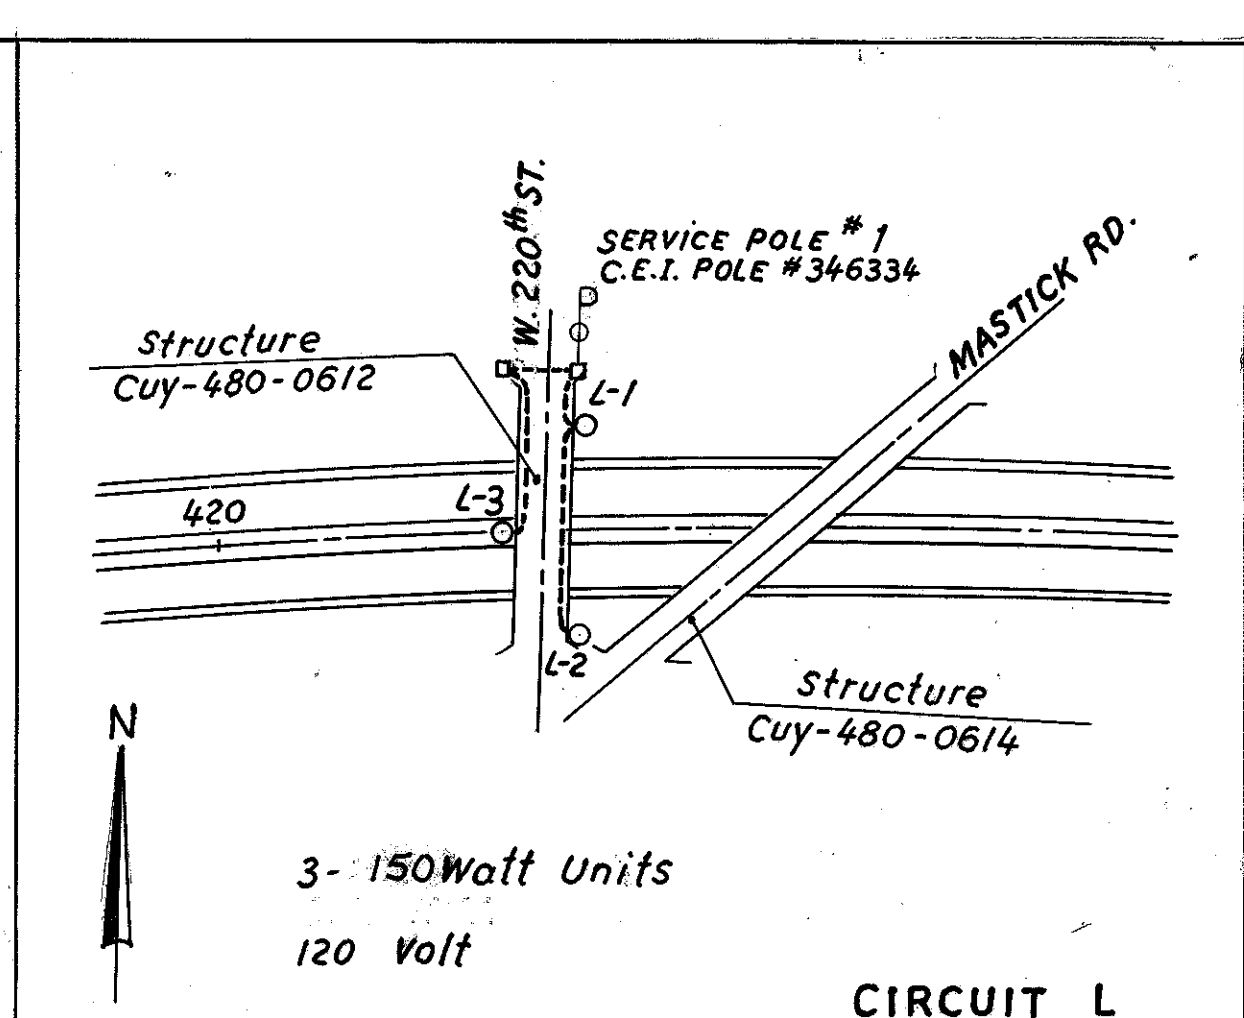 W. 220th ST.
SERVICE POLE # 1
C.E.I. POLE # 346334
MASTICK RD.
Structure
Cuy-480-0612
L-1
L-3
420
L-2
Structure
Cuy-480-0614
N
3- 150 Watt Units
120 Volt
CIRCUIT L